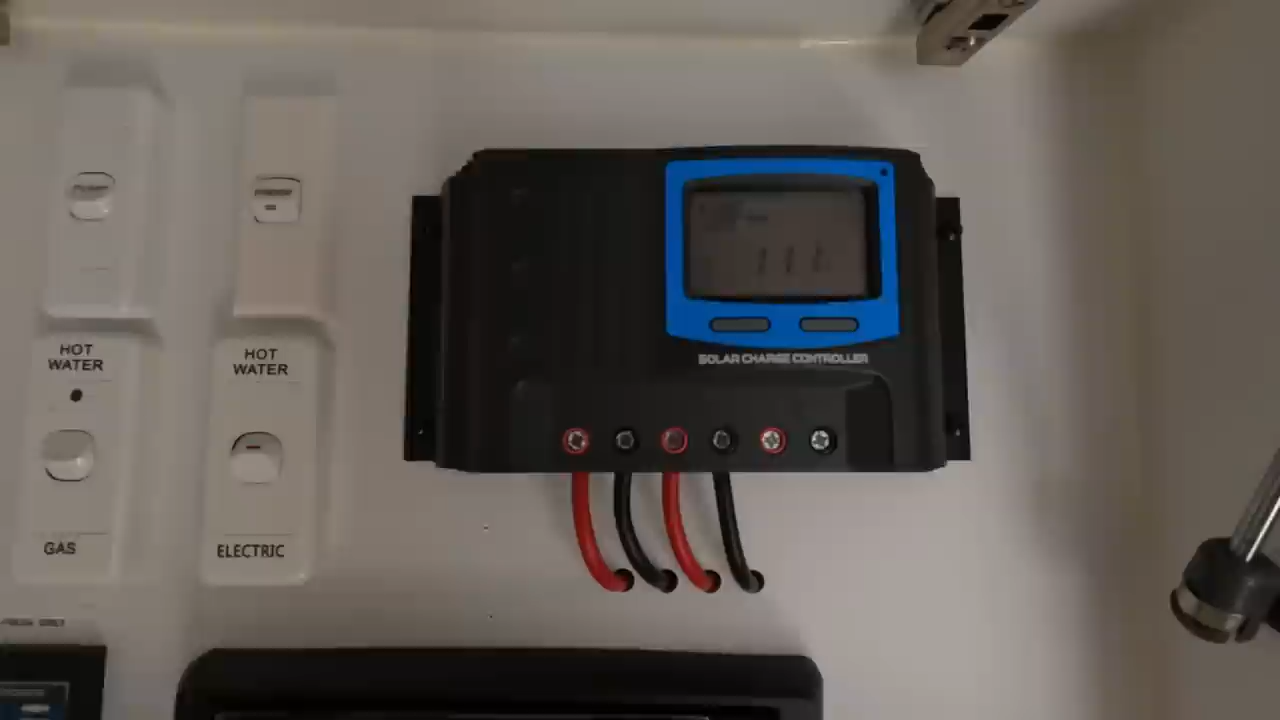 HOT
WATER
GAS
HOT
WATER
ELECTRIC
SOLAR CHARGE CONTROLLER